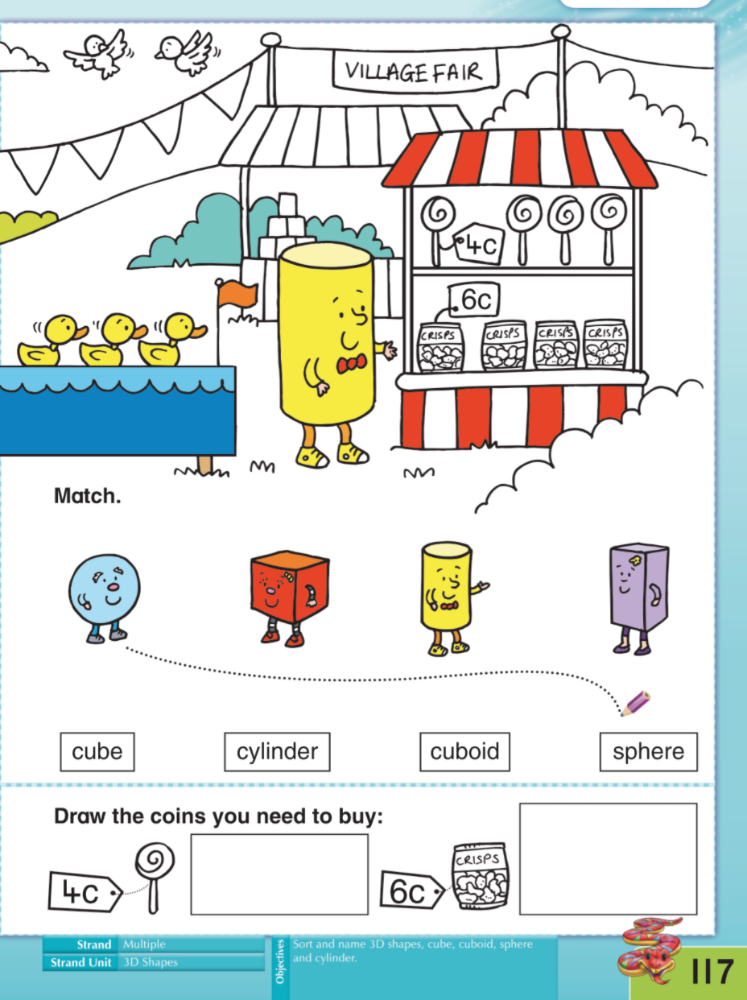 VILLAGE FAIR
4c
6c
CRISPS CRISPS CRISPS CRISPS
Match.
cube cylinder cuboid sphere
Draw the coins you need to buy:
4c
6c
CRISPS
Strand Multiple
Strand Unit 3D Shapes
Objectives
Sort and name 3D shapes, cube, cuboid, sphere
and cylinder.
117